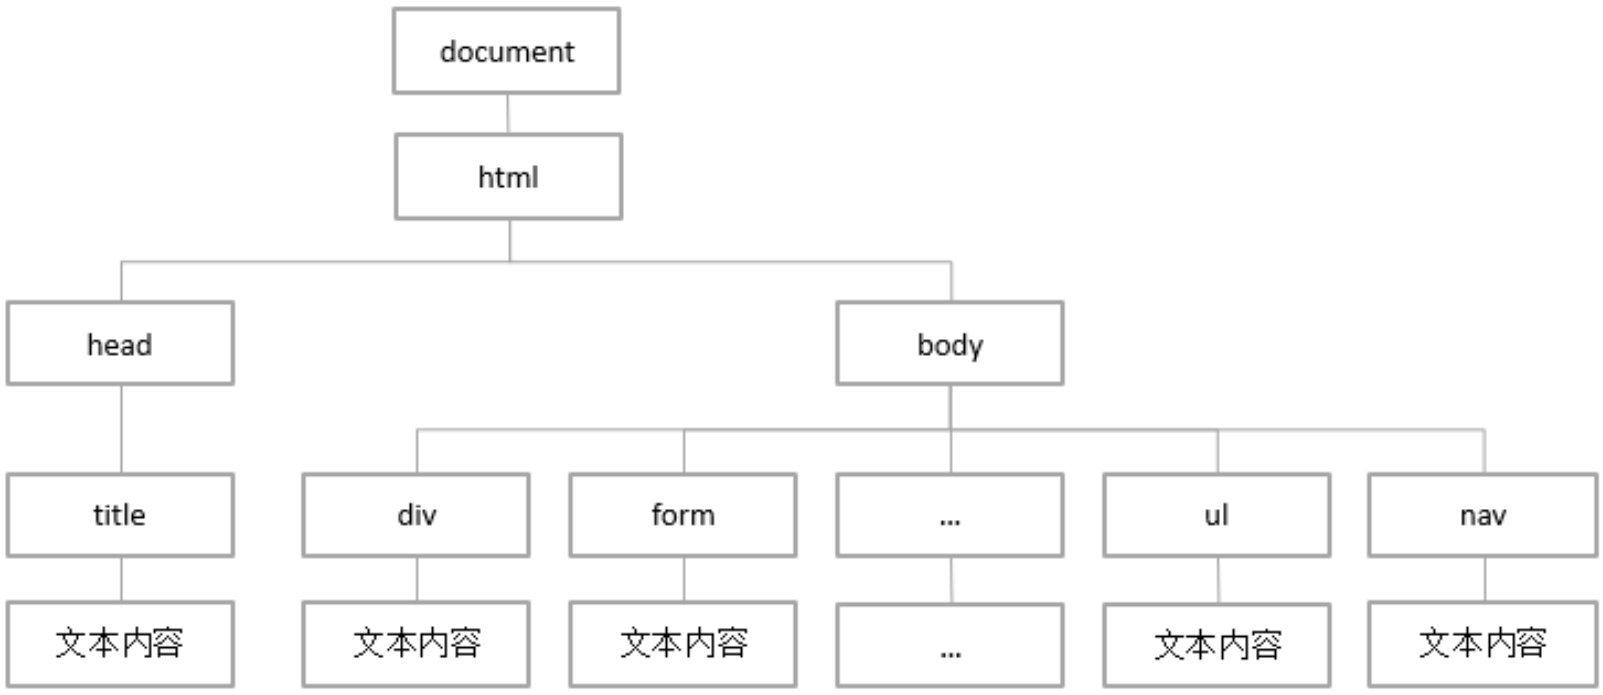 document
html
head
body
title
div
form
...
ul
nav
文本内容
文本内容
文本内容
...
文本内容
文本内容